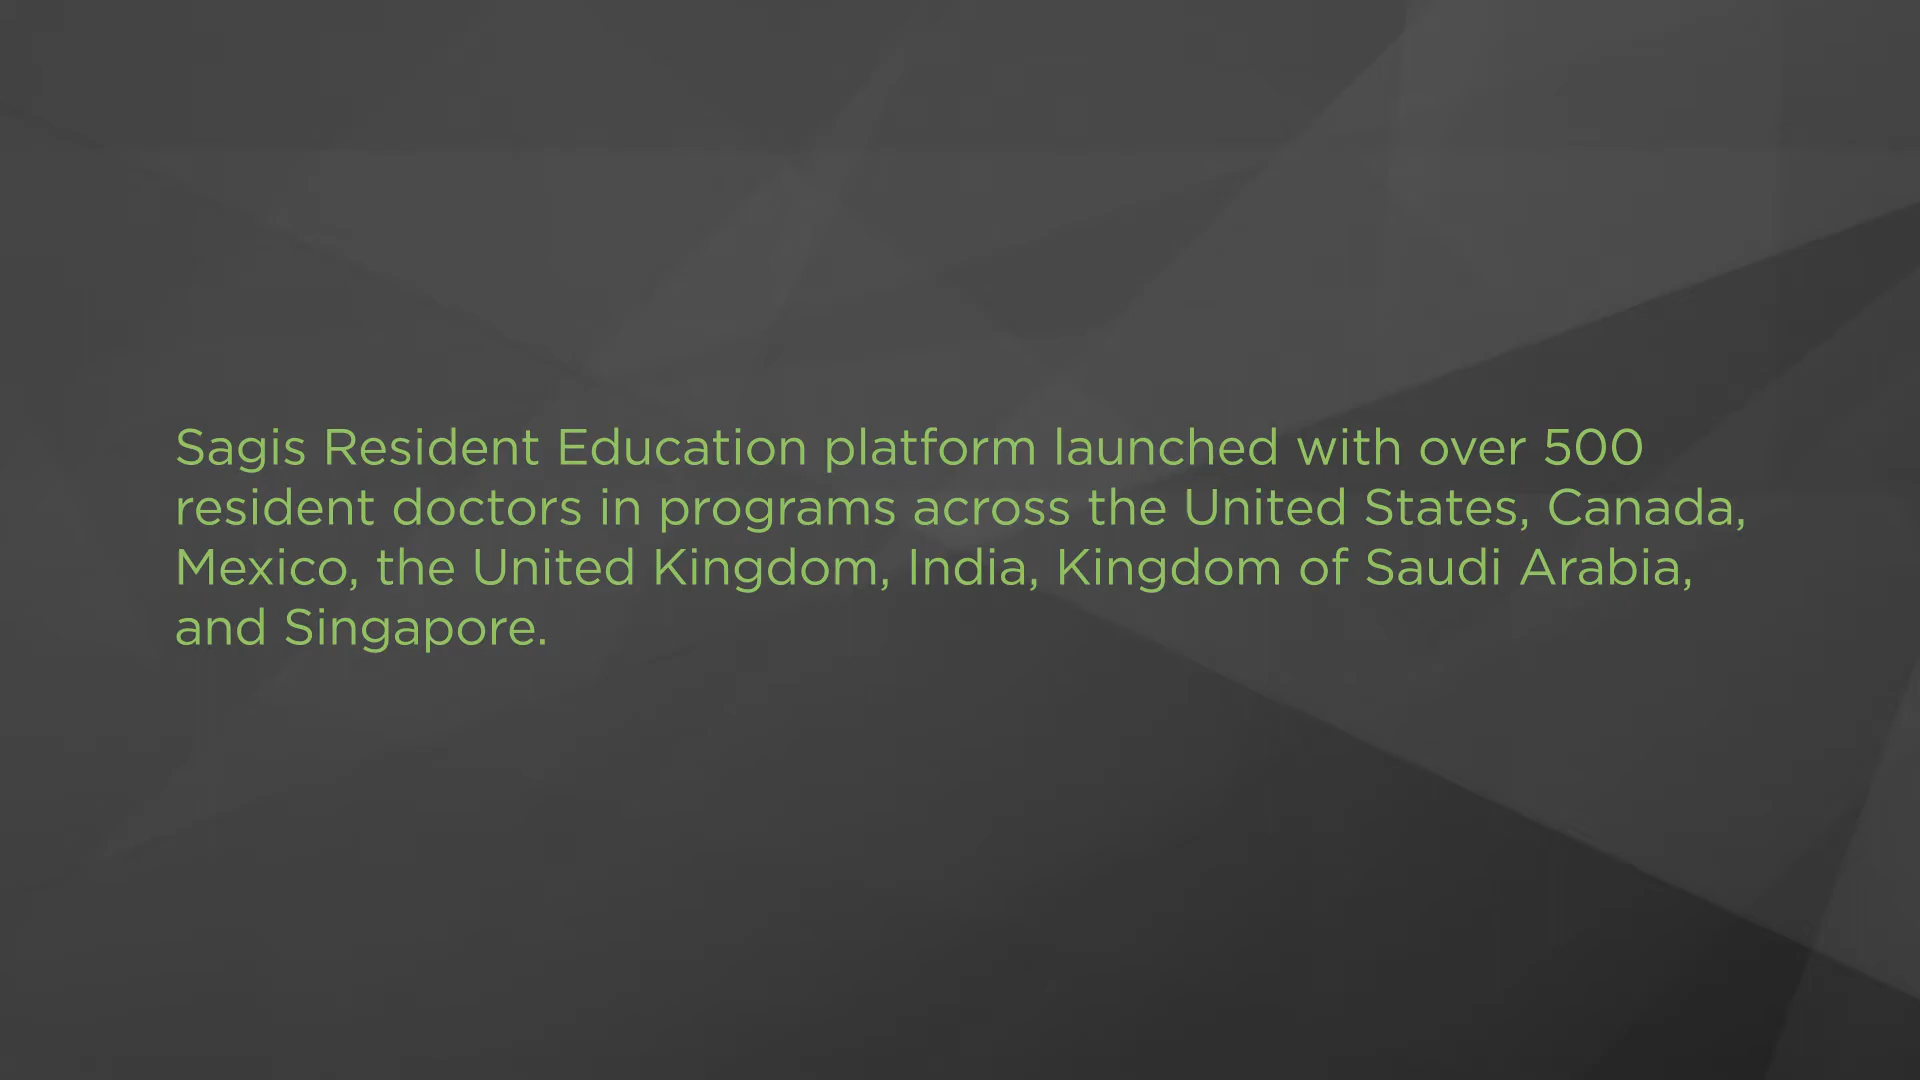 Sagis Resident Education platform launched with over 500
resident doctors in programs across the United States, Canada,
Mexico, the United Kingdom, India, Kingdom of Saudi Arabia,
and Singapore.